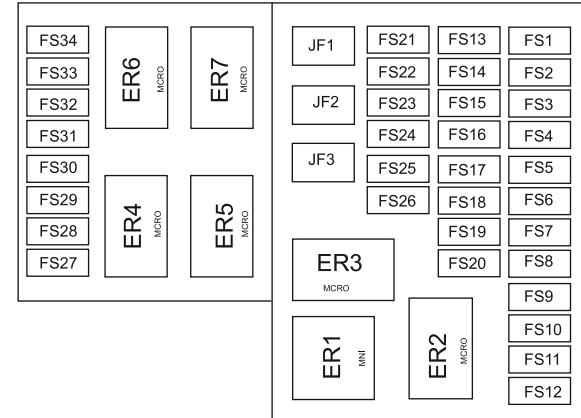 FS34
FS33
FS32
FS31
FS30
FS29
FS28
FS27
ER6
MCRO
ER7
MCRO
ER4
MCRO
ER5
MCRO
JF1
JF2
JF3
FS21
FS22
FS23
FS24
FS25
FS26
FS13
FS14
FS15
FS16
FS17
FS18
FS19
FS20
FS1
FS2
FS3
FS4
FS5
FS6
FS7
FS8
FS9
FS10
FS11
FS12
ER3
MCRO
ER1
MNI
ER2
MCRO